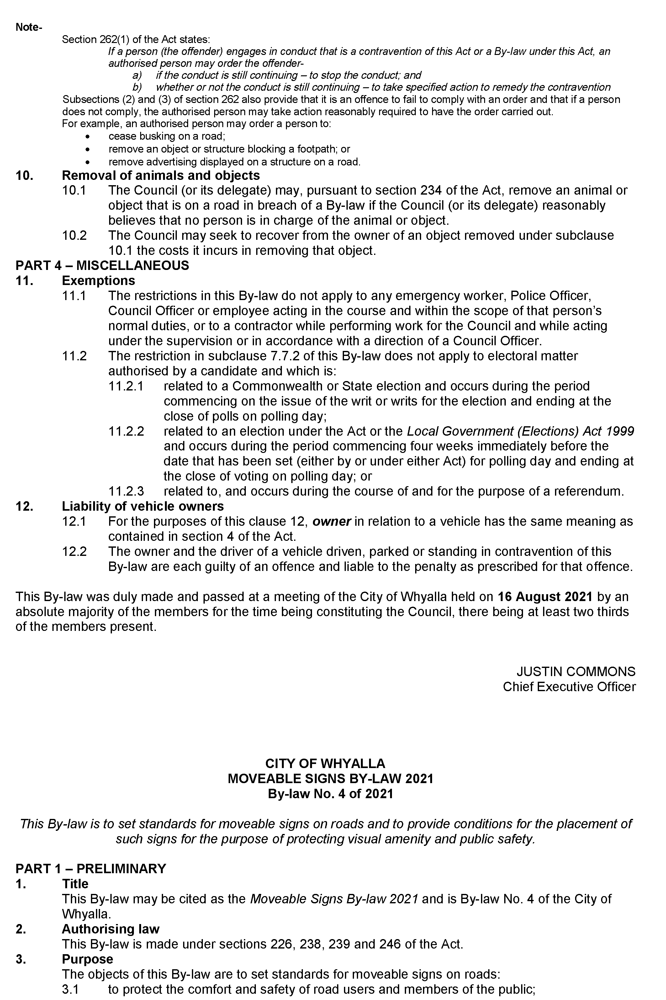 Note-
Section 262(1) of the Act states:
If a person (the offender) engages in conduct that is a contravention of this Act or a By-law under this Act, an
authorised person may order the offender-
a) if the conduct is still continuing – to stop the conduct; and
b) whether or not the conduct is still continuing – to take specified action to remedy the contravention
Subsections (2) and (3) of section 262 also provide that it is an offence to fail to comply with an order and that if a person
does not comply, the authorised person may take action reasonably required to have the order carried out.
For example, an authorised person may order a person to:
• cease busking on a road;
• remove an object or structure blocking a footpath; or
• remove advertising displayed on a structure on a road.
10. Removal of animals and objects
10.1 The Council (or its delegate) may, pursuant to section 234 of the Act, remove an animal or
object that is on a road in breach of a By-law if the Council (or its delegate) reasonably
believes that no person is in charge of the animal or object.
10.2 The Council may seek to recover from the owner of an object removed under subclause
10.1 the costs it incurs in removing that object.
PART 4 – MISCELLANEOUS
11. Exemptions
11.1 The restrictions in this By-law do not apply to any emergency worker, Police Officer,
Council Officer or employee acting in the course and within the scope of that person’s
normal duties, or to a contractor while performing work for the Council and while acting
under the supervision or in accordance with a direction of a Council Officer.
11.2 The restriction in subclause 7.7.2 of this By-law does not apply to electoral matter
authorised by a candidate and which is:
11.2.1 related to a Commonwealth or State election and occurs during the period
commencing on the issue of the writ or writs for the election and ending at the
close of polls on polling day;
11.2.2 related to an election under the Act or the Local Government (Elections) Act 1999
and occurs during the period commencing four weeks immediately before the
date that has been set (either by or under either Act) for polling day and ending at
the close of voting on polling day; or
11.2.3 related to, and occurs during the course of and for the purpose of a referendum.
12. Liability of vehicle owners
12.1 For the purposes of this clause 12, owner in relation to a vehicle has the same meaning as
contained in section 4 of the Act.
12.2 The owner and the driver of a vehicle driven, parked or standing in contravention of this
By-law are each guilty of an offence and liable to the penalty as prescribed for that offence.
This By-law was duly made and passed at a meeting of the City of Whyalla held on 16 August 2021 by an
absolute majority of the members for the time being constituting the Council, there being at least two thirds
of the members present.
JUSTIN COMMONS
Chief Executive Officer
CITY OF WHYALLA
MOVEABLE SIGNS BY-LAW 2021
By-law No. 4 of 2021
This By-law is to set standards for moveable signs on roads and to provide conditions for the placement of
such signs for the purpose of protecting visual amenity and public safety.
PART 1 – PRELIMINARY
1. Title
This By-law may be cited as the Moveable Signs By-law 2021 and is By-law No. 4 of the City of
Whyalla.
2. Authorising law
This By-law is made under sections 226, 238, 239 and 246 of the Act.
3. Purpose
The objects of this By-law are to set standards for moveable signs on roads:
3.1 to protect the comfort and safety of road users and members of the public;